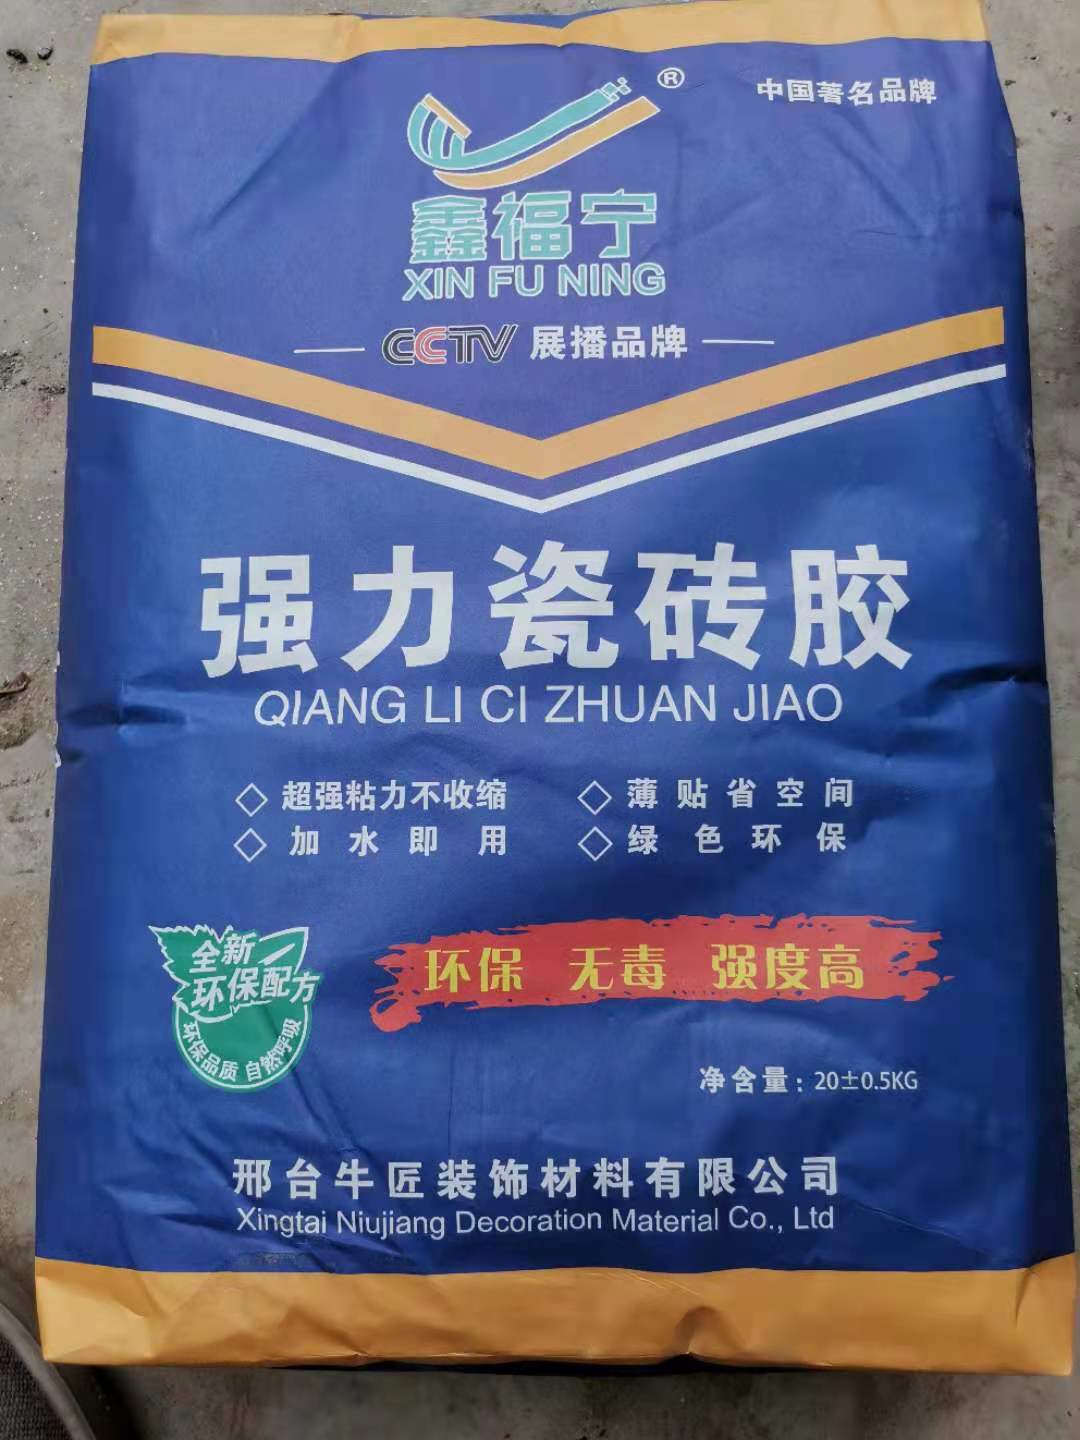 ®
中国著名品牌
鑫福宁
XIN FU NING
CCTV 展播品牌
强力瓷砖胶
QIANG LI CI ZHUAN JIAO
◇ 超强粘力不收缩 ◇ 薄贴省空间
◇ 加水即用 ◇ 绿色环保
全新
环保配方
环保品质 自然呼吸
环保 无毒 强度高
净含量：20±0.5KG
邢台牛匠装饰材料有限公司
Xingtai Niujiang Decoration Material Co., Ltd